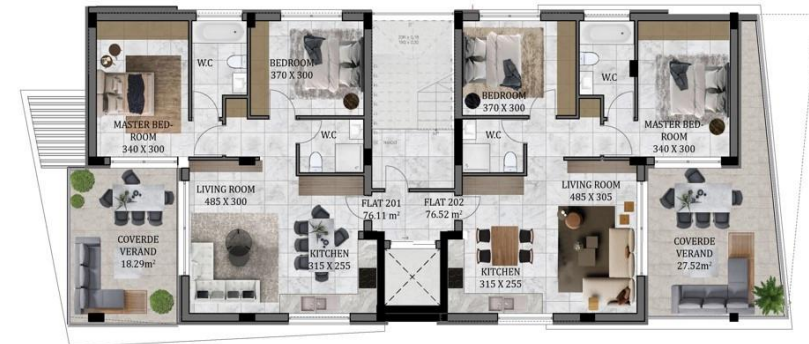 W.C
BEDROOM
370 X 300
MASTER BED-
ROOM
340 X 300
W.C
LIVING ROOM
485 X 300
FLAT 201
76.11 m²
COVERDE
VERAND
18.29m²
KITCHEN
315 X 255
W.C
BEDROOM
370 X 300
MASTER BED-
ROOM
340 X 300
W.C
LIVING ROOM
485 X 305
FLAT 202
76.52 m²
COVERDE
VERAND
27.52m²
KITCHEN
315 X 255